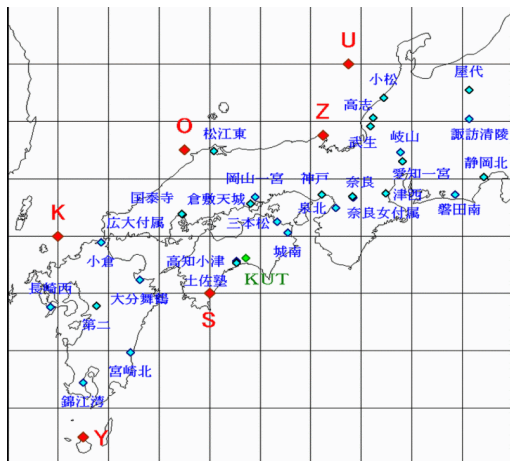 U
小松
屋代
高志
Z
武生
諏訪清陵
O
松江東
岐山
愛知一宮
静岡北
岡山一宮
神戸
奈良
津西
国泰寺
倉敷天城
泉北
奈良女付属
磐田南
K
広大付属
三本松
城南
小倉
高知小津
土佐塾
KUT
長崎西
大分舞鶴
第二
S
宮崎北
錦江湾
Y